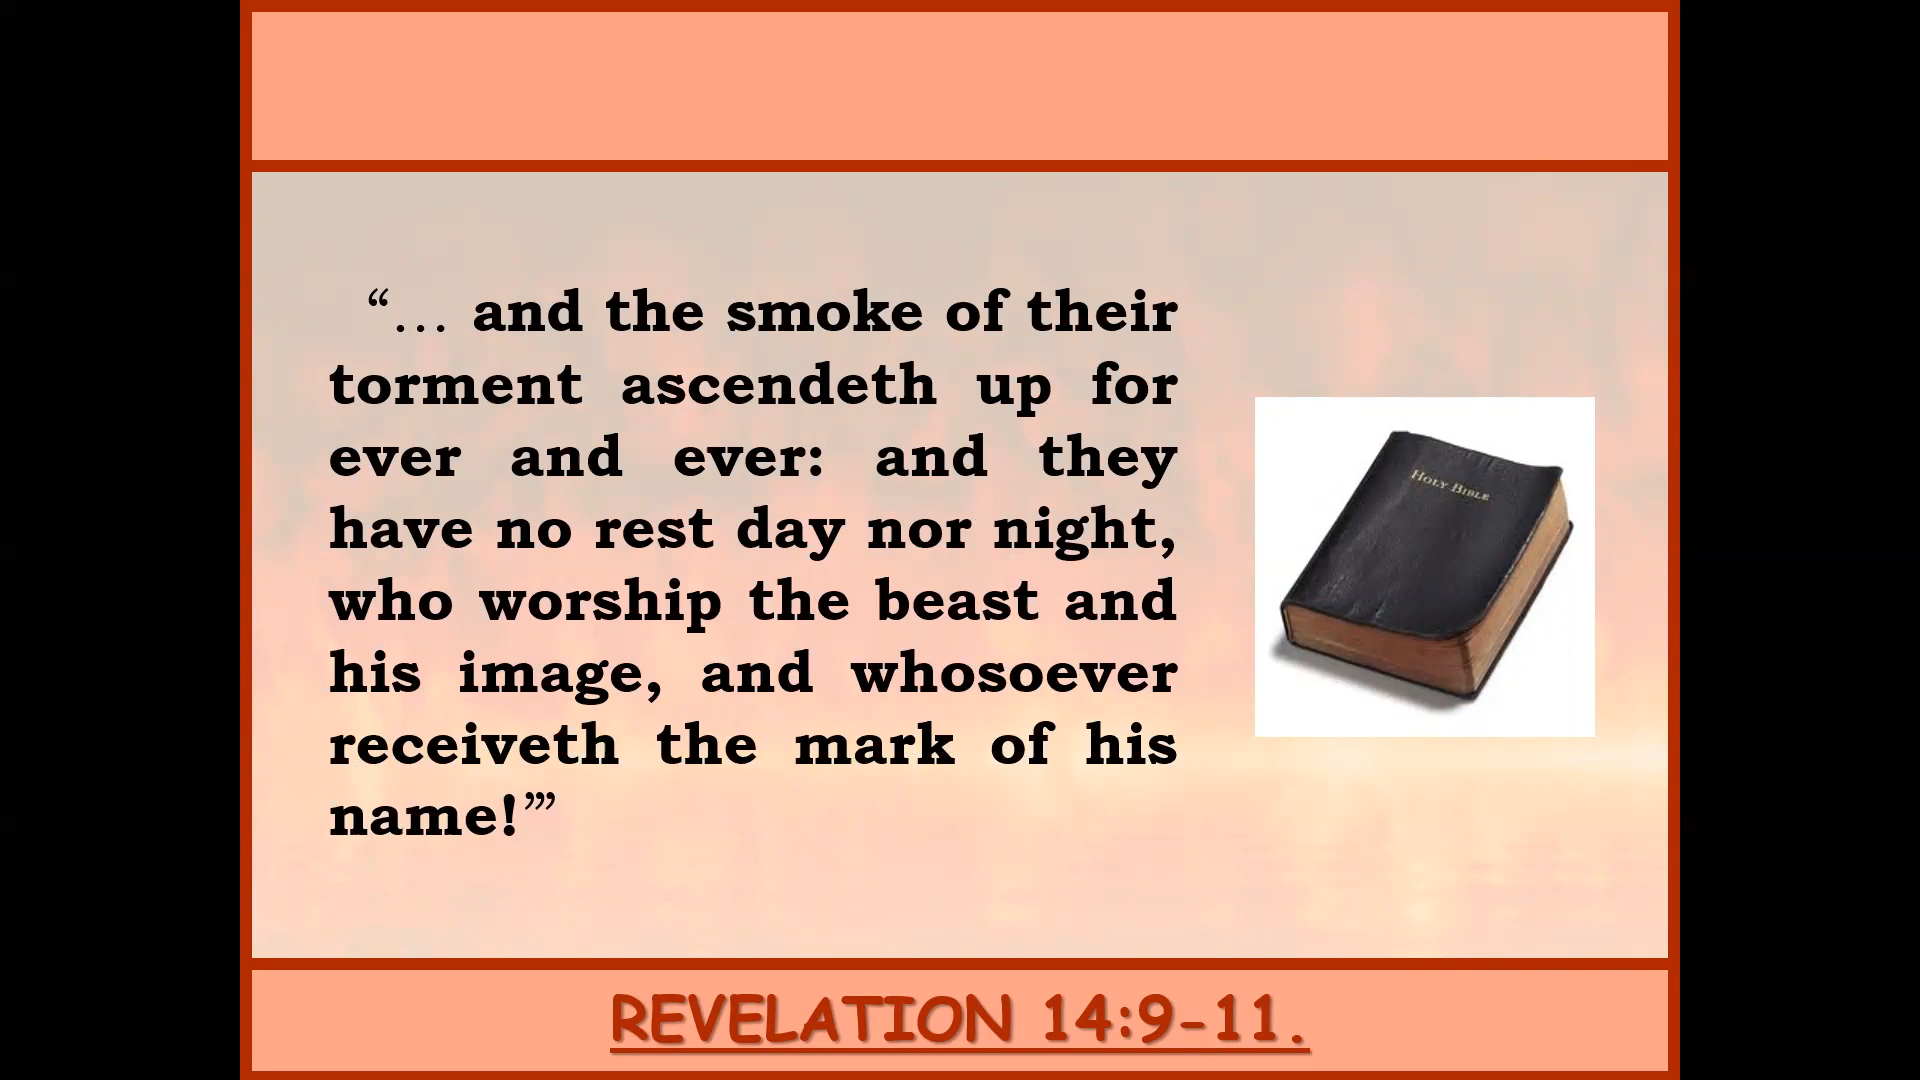 “… and the smoke of their
torment ascendeth up for
ever and ever: and they
have no rest day nor night,
who worship the beast and
his image, and whosoever
receiveth the mark of his
name!’”
HOLY BIBLE
REVELATION 14:9-11.